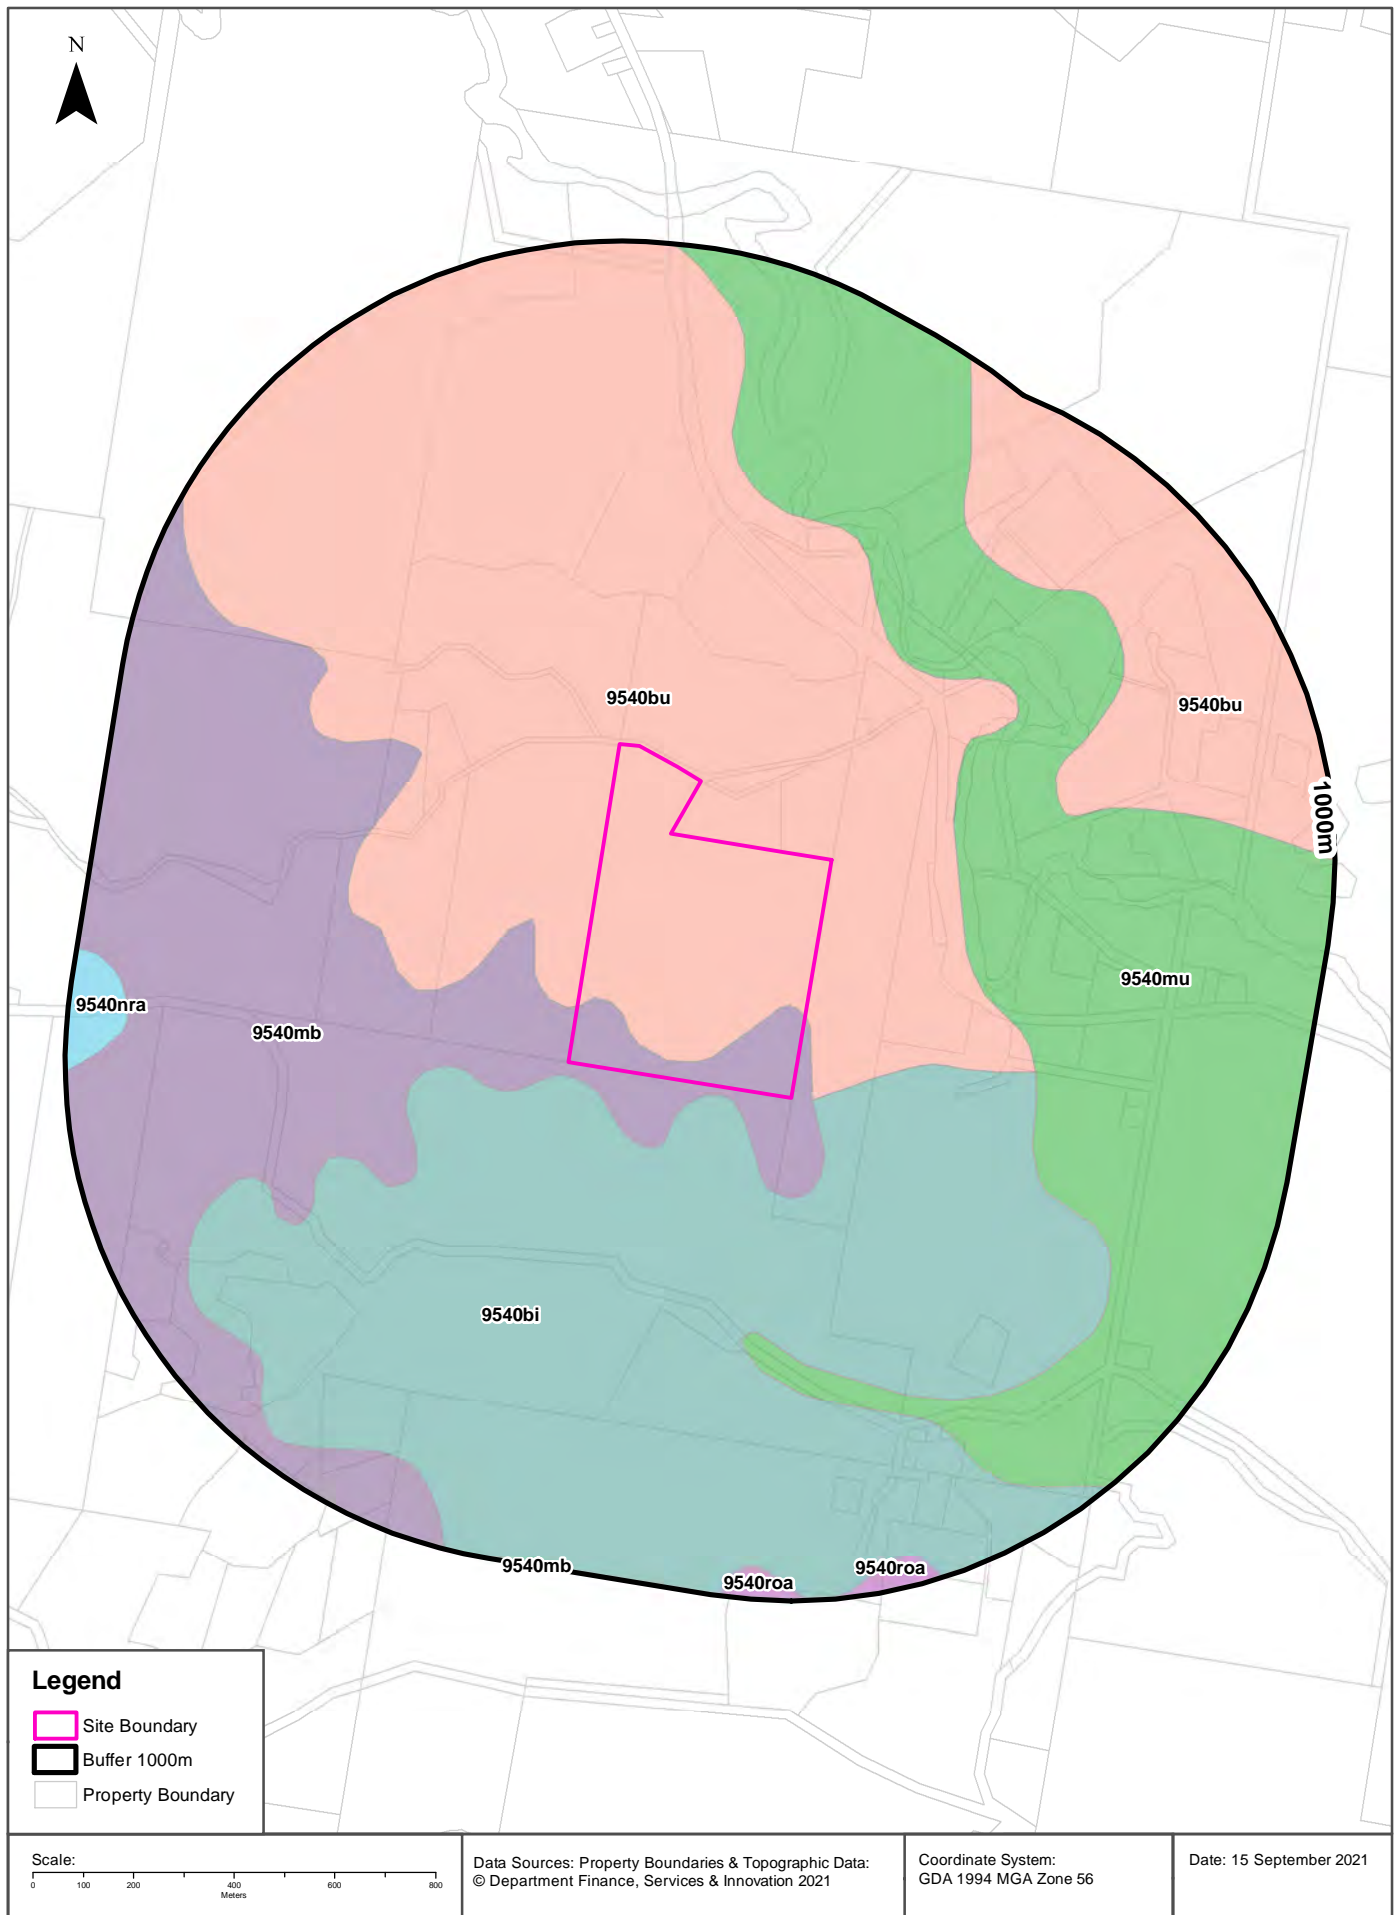 N
9540bu
9540bu
1000m
9540mu
9540nra
9540mb
9540bi
9540mb
9540roa
9540roa
Legend
Site Boundary
Buffer 1000m
Property Boundary
Scale:
0 100 200 400 600 800
Meters
Data Sources: Property Boundaries & Topographic Data:
© Department Finance, Services & Innovation 2021
Coordinate System:
GDA 1994 MGA Zone 56
Date: 15 September 2021